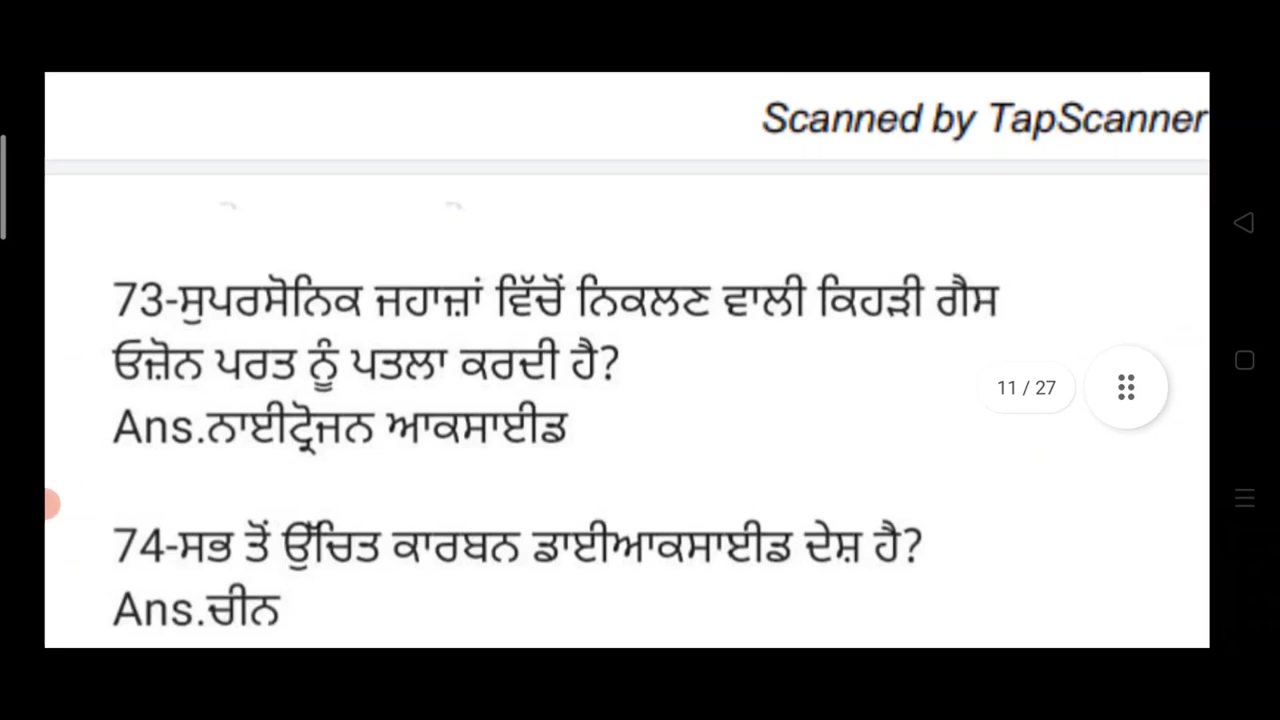 Scanned by TapScanner
73-ਸੁਪਰਸੋਨਿਕ ਜਹਾਜ਼ਾਂ ਵਿੱਚੋਂ ਨਿਕਲਣ ਵਾਲੀ ਕਿਹੜੀ ਗੈਸ
ਓਜ਼ੋਨ ਪਰਤ ਨੂੰ ਪਤਲਾ ਕਰਦੀ ਹੈ?
11 / 27
Ans.ਨਾਈਟ੍ਰੋਜਨ ਆਕਸਾਈਡ
74-ਸਭ ਤੋਂ ਉੱਚਿਤ ਕਾਰਬਨ ਡਾਈਆਕਸਾਈਡ ਦੇਸ਼ ਹੈ?
Ans.ਚੀਨ